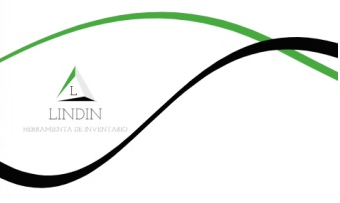 L
LINDIN
HERRAMIENTA DE INVENTARIO